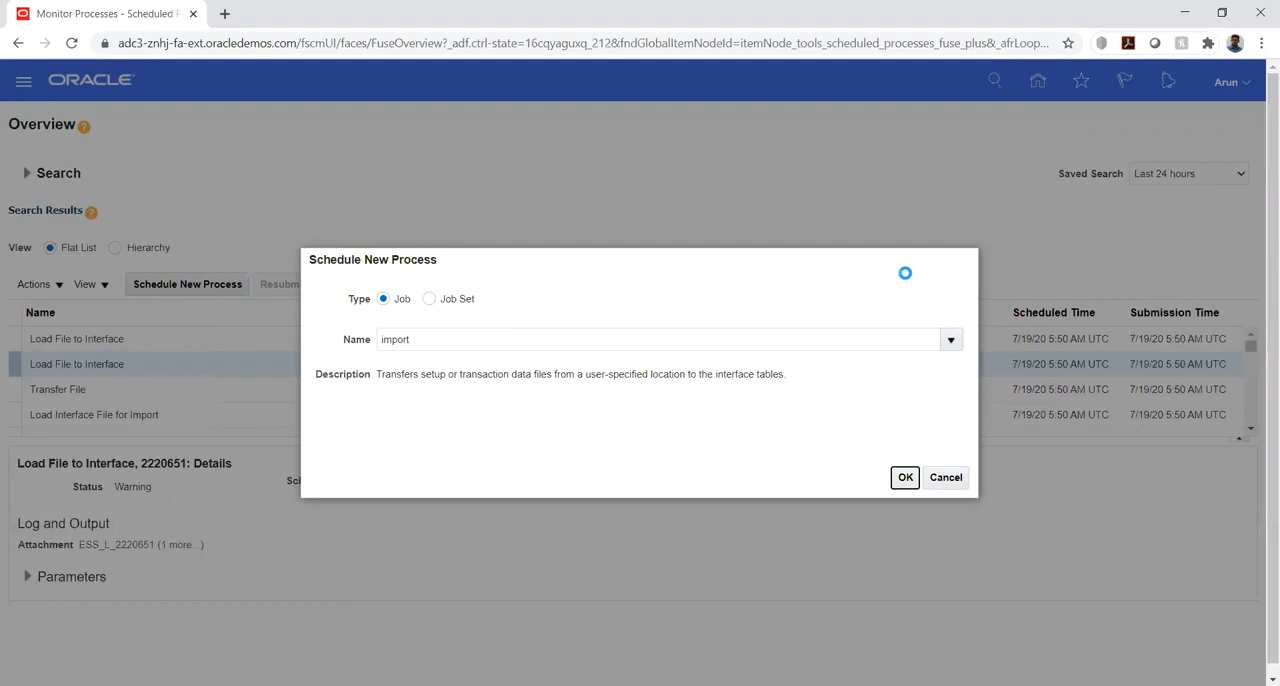 Monitor Processes - Scheduled P
adc3-znhj-fa-ext.oracledemos.com/fscmUI/faces/FuseOverview?_adf.ctrl-state=16cqyaguxq_212&fndGlobalItemNodeId=itemNode_tools_scheduled_processes_fuse_plus&_afrLoop...
ORACLE
Arun
Overview ?
Search
Saved Search Last 24 hours
Search Results ?
View Flat List Hierarchy
Actions View Schedule New Process Resubm
Name Scheduled Time Submission Time
Load File to Interface 7/19/20 5:50 AM UTC 7/19/20 5:50 AM UTC
Load File to Interface 7/19/20 5:50 AM UTC 7/19/20 5:50 AM UTC
Transfer File 7/19/20 5:50 AM UTC 7/19/20 5:50 AM UTC
Load Interface File for Import 7/19/20 5:50 AM UTC 7/19/20 5:50 AM UTC
Schedule New Process
Type Job Job Set
Name import
Description Transfers setup or transaction data files from a user-specified location to the interface tables.
OK Cancel
Load File to Interface, 2220651: Details
Status Warning
Log and Output
Attachment ESS_L_2220651 (1 more...)
Parameters